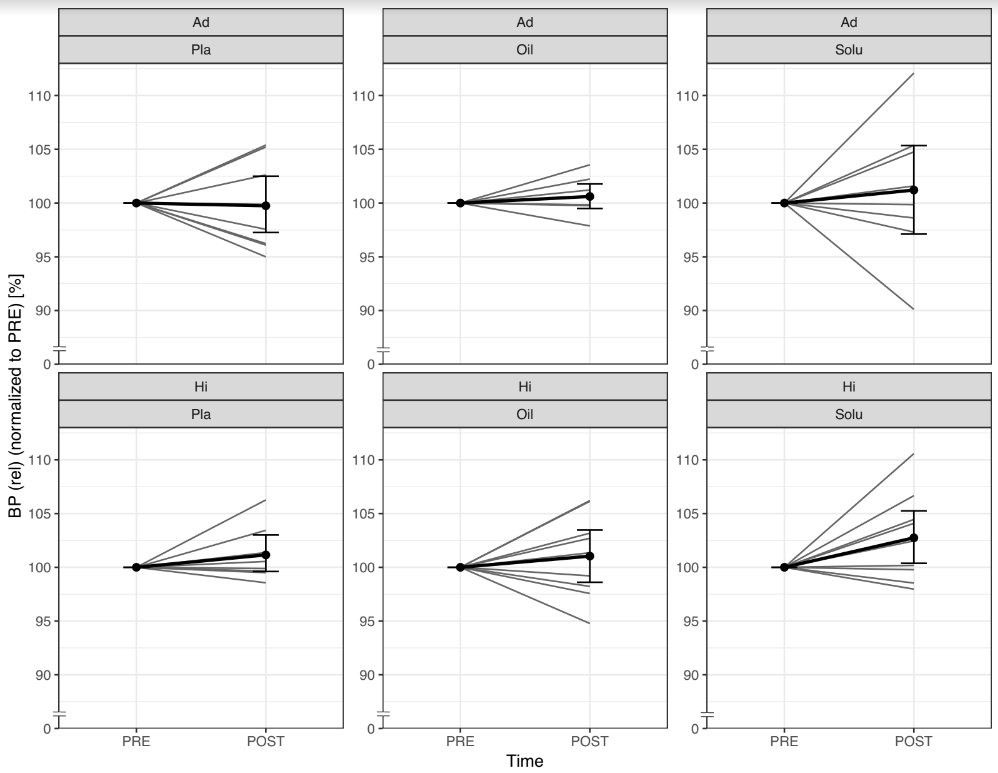 Ad
Ad
Ad
Pla
Oil
Solu
110
105
100
95
90
0
110
105
100
95
90
0
110
105
100
95
90
0
Hi
Hi
Hi
Pla
Oil
Solu
110
105
100
95
90
0
110
105
100
95
90
0
110
105
100
95
90
0
PRE
POST
PRE
POST
PRE
POST
Time
BP (rel) (normalized to PRE) [%]